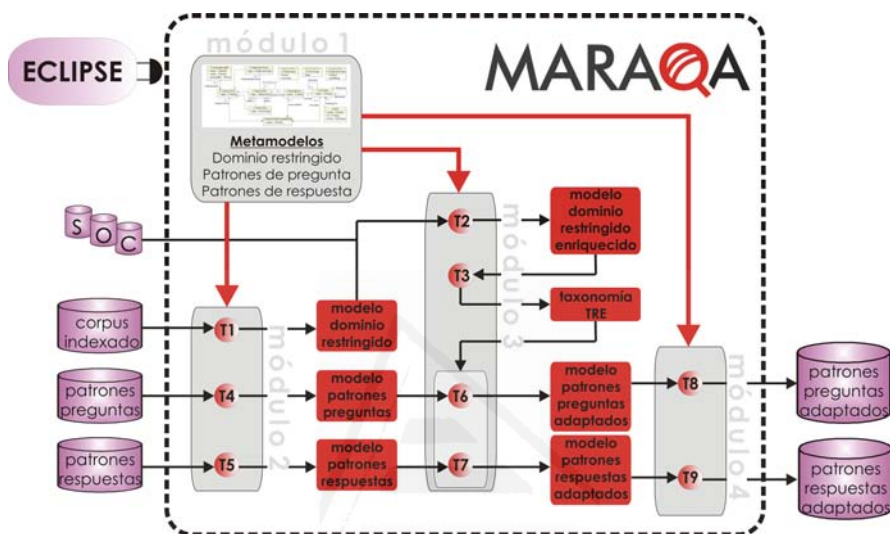 módulo 1
ECLIPSE
MARAQA
Metamodelos
Dominio restringido
Patrones de pregunta
Patrones de respuesta
S O C
T2
modelo
dominio
restringido
enriquecido
módulo 3
T3
taxonomía
TRE
corpus
indexado
T1
modelo
dominio
restringido
patrones
preguntas
T4
modelo
patrones
preguntas
T6
modelo
patrones
preguntas
adaptados
T8
patrones
preguntas
adaptados
módulo 2
módulo 4
patrones
respuestas
T5
modelo
patrones
respuestas
T7
modelo
patrones
respuestas
adaptados
T9
patrones
respuestas
adaptados